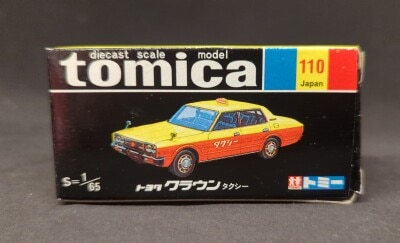 diecast scale model
tomica
110
Japan
タクシー
S=1/65
トヨタ クラウン タクシー
トミー